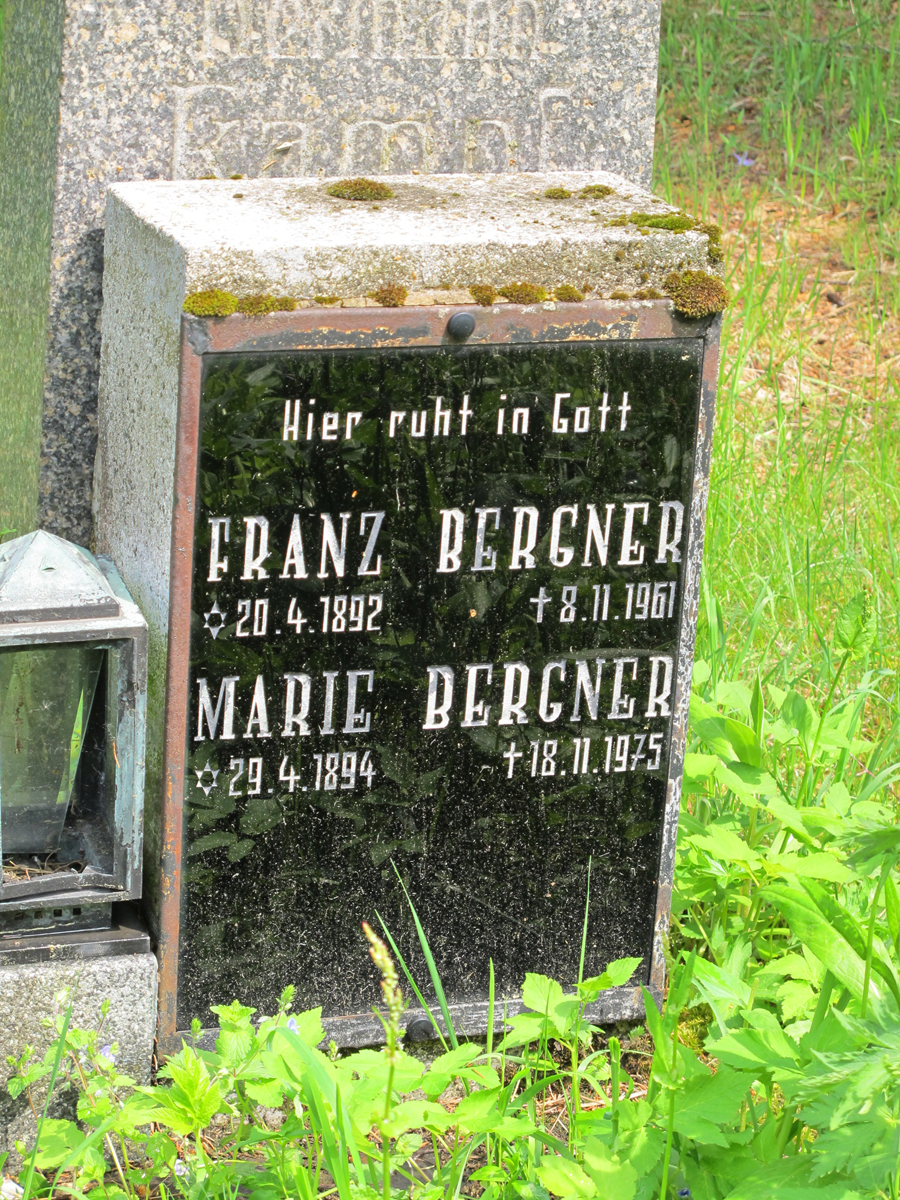 Hier ruht in Gott
FRANZ BERGNER
✡20.4.1892 †8.11.1961
MARIE BERGNER
✡29.4.1894 †18.11.1975